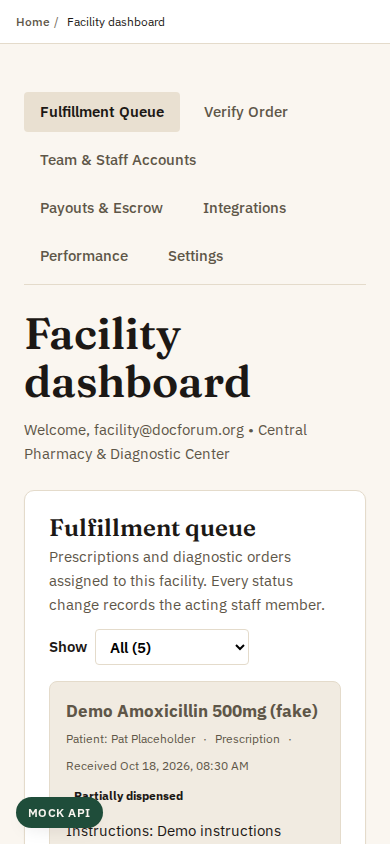 Home / Facility dashboard
Fulfillment Queue Verify Order
Team & Staff Accounts
Payouts & Escrow Integrations
Performance Settings
Facility
dashboard
Welcome, facility@docforum.org • Central
Pharmacy & Diagnostic Center
Fulfillment queue
Prescriptions and diagnostic orders
assigned to this facility. Every status
change records the acting staff member.
Show All (5)
Demo Amoxicillin 500mg (fake)
Patient: Pat Placeholder · Prescription ·
Received Oct 18, 2026, 08:30 AM
Partially dispensed
MOCK API
Instructions: Demo instructions